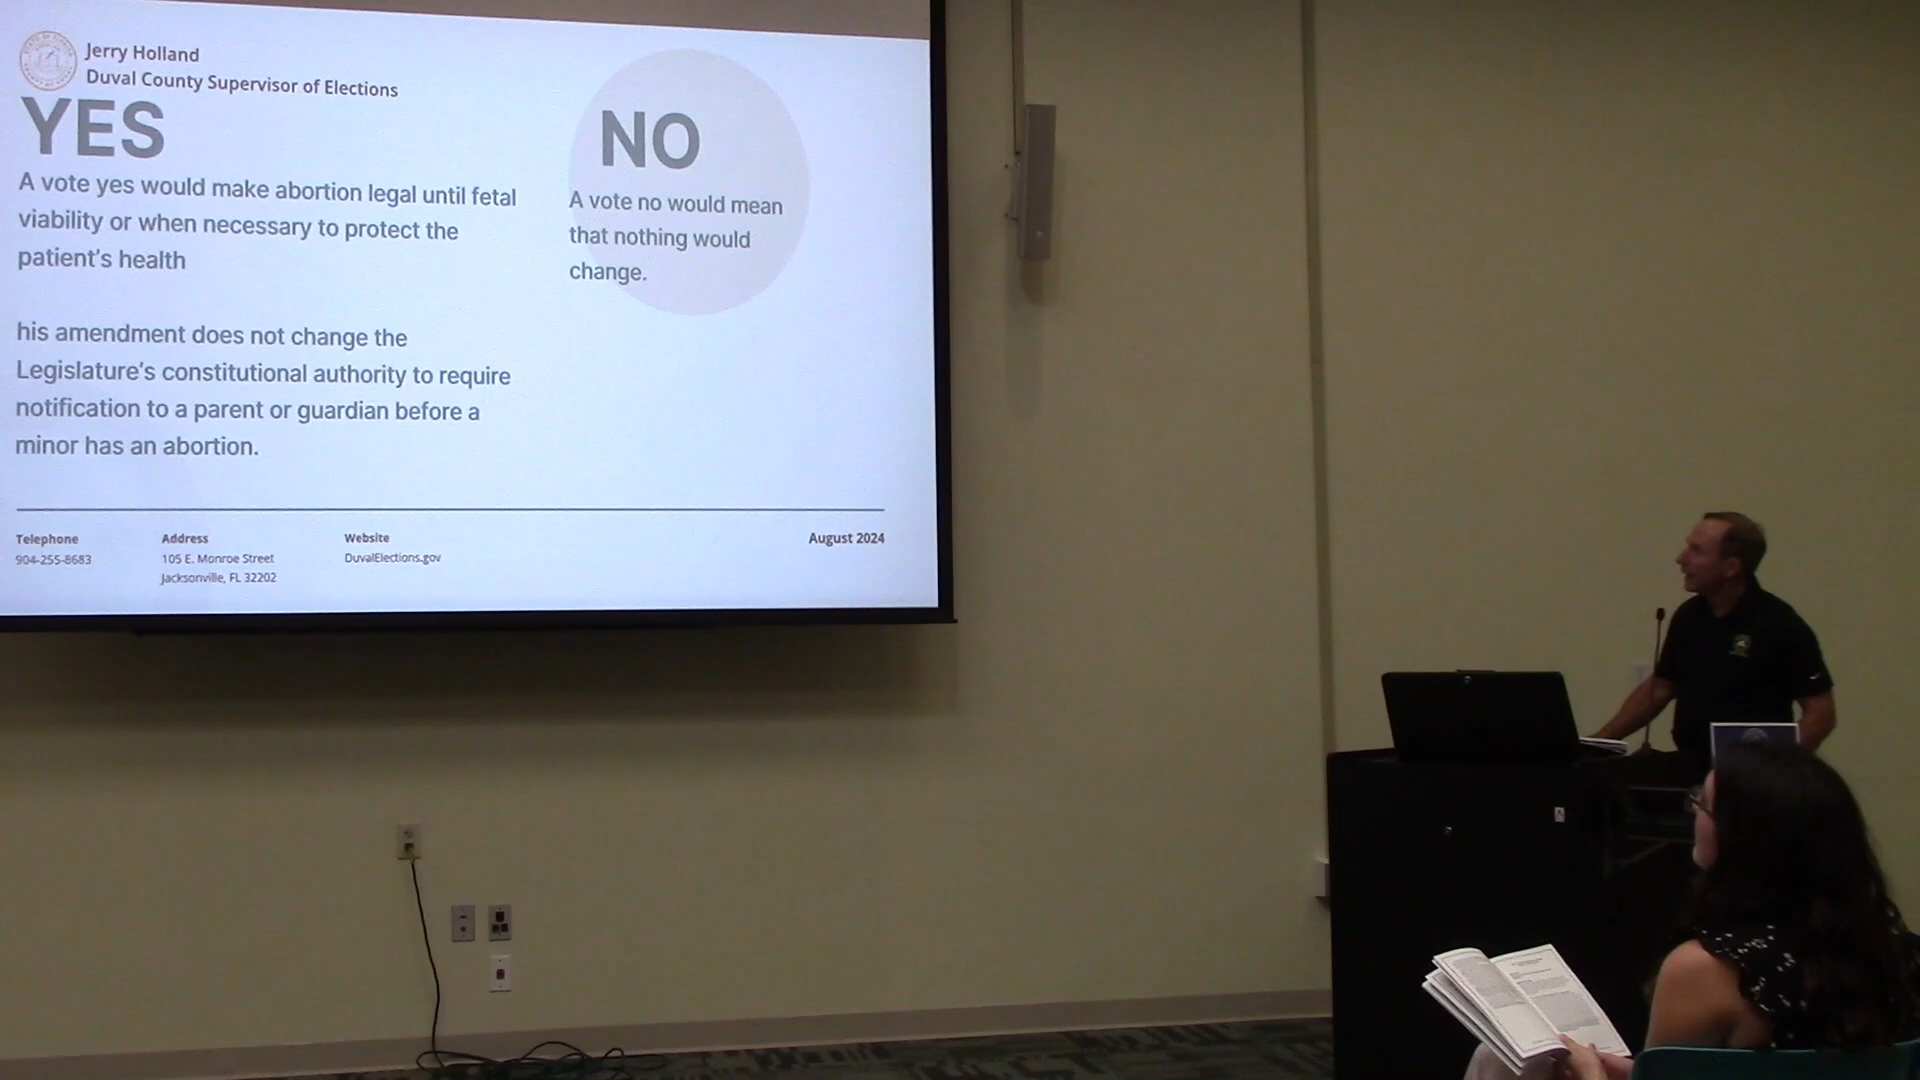 Jerry Holland
Duval County Supervisor of Elections
YES
A vote yes would make abortion legal until fetal
viability or when necessary to protect the
patient's health
his amendment does not change the
Legislature's constitutional authority to require
notification to a parent or guardian before a
minor has an abortion.
NO
A vote no would mean
that nothing would
change.
Telephone
904-255-8683
Address
105 E. Monroe Street
Jacksonville, FL 32202
Website
DuvalElections.gov
August 2024